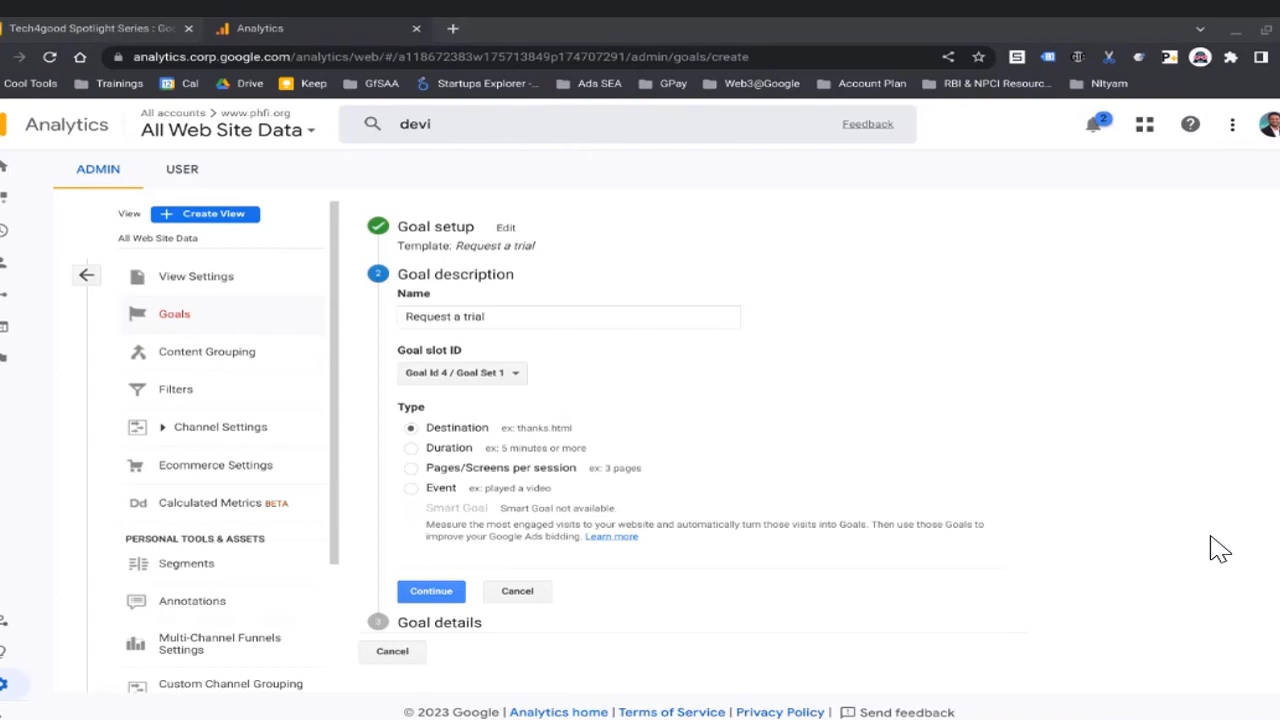 Tech4good Spotlight Series : Go
Analytics
analytics.corp.google.com/analytics/web/#/a118672383w175713849p174707291/admin/goals/create
Cool Tools
Trainings
Cal
Drive
Keep
GfSAA
Startups Explorer -...
Ads SEA
GPay
Web3@Google
Account Plan
RBI & NPCI Resourc...
NItyam
Analytics
All accounts > www.phfi.org
All Web Site Data
devi
Feedback
2
ADMIN
USER
View
Create View
All Web Site Data
View Settings
Goals
Content Grouping
Filters
Channel Settings
Ecommerce Settings
Dd Calculated Metrics BETA
PERSONAL TOOLS & ASSETS
Segments
Annotations
Multi-Channel Funnels
Settings
Custom Channel Grouping
Goal setup Edit
Template: Request a trial
2 Goal description
Name
Request a trial
Goal slot ID
Goal Id 4 / Goal Set 1
Type
Destination ex: thanks.html
Duration ex: 5 minutes or more
Pages/Screens per session ex: 3 pages
Event ex: played a video
Smart Goal Smart Goal not available.
Measure the most engaged visits to your website and automatically turn those visits into Goals. Then use those Goals to
improve your Google Ads bidding. Learn more
Continue
Cancel
3 Goal details
Cancel
© 2023 Google | Analytics home | Terms of Service | Privacy Policy | Send feedback